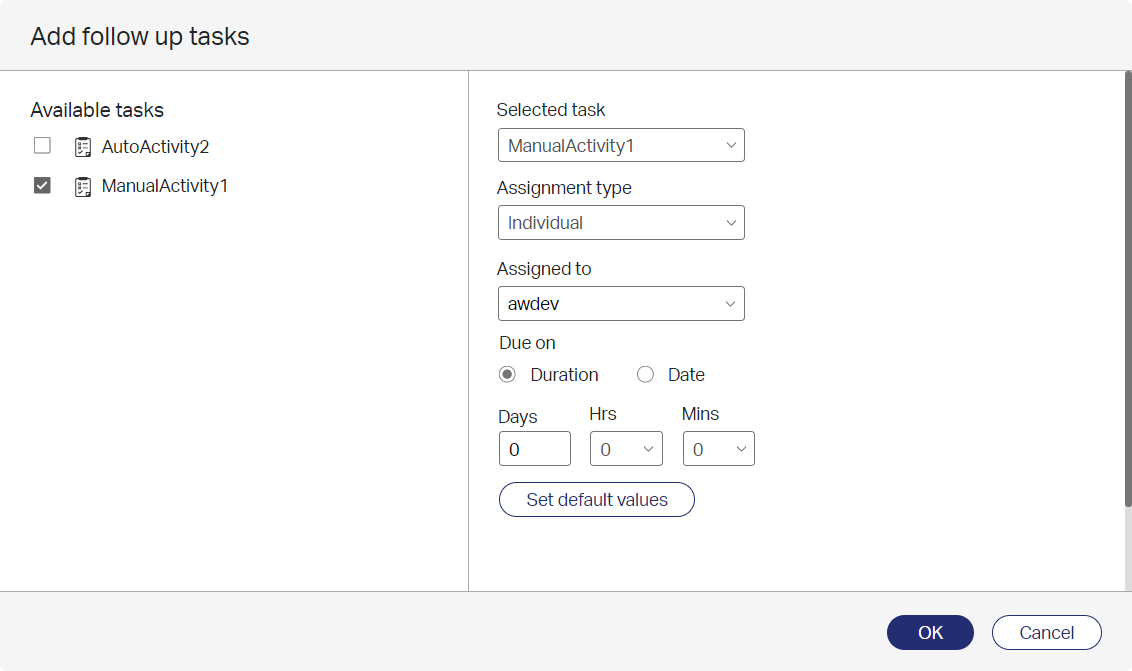 Add follow up tasks
Available tasks
AutoActivity2
ManualActivity1
Selected task
ManualActivity1
Assignment type
Individual
Assigned to
awdev
Due on
Duration Date
Days Hrs Mins
0 0 0
Set default values
OK Cancel